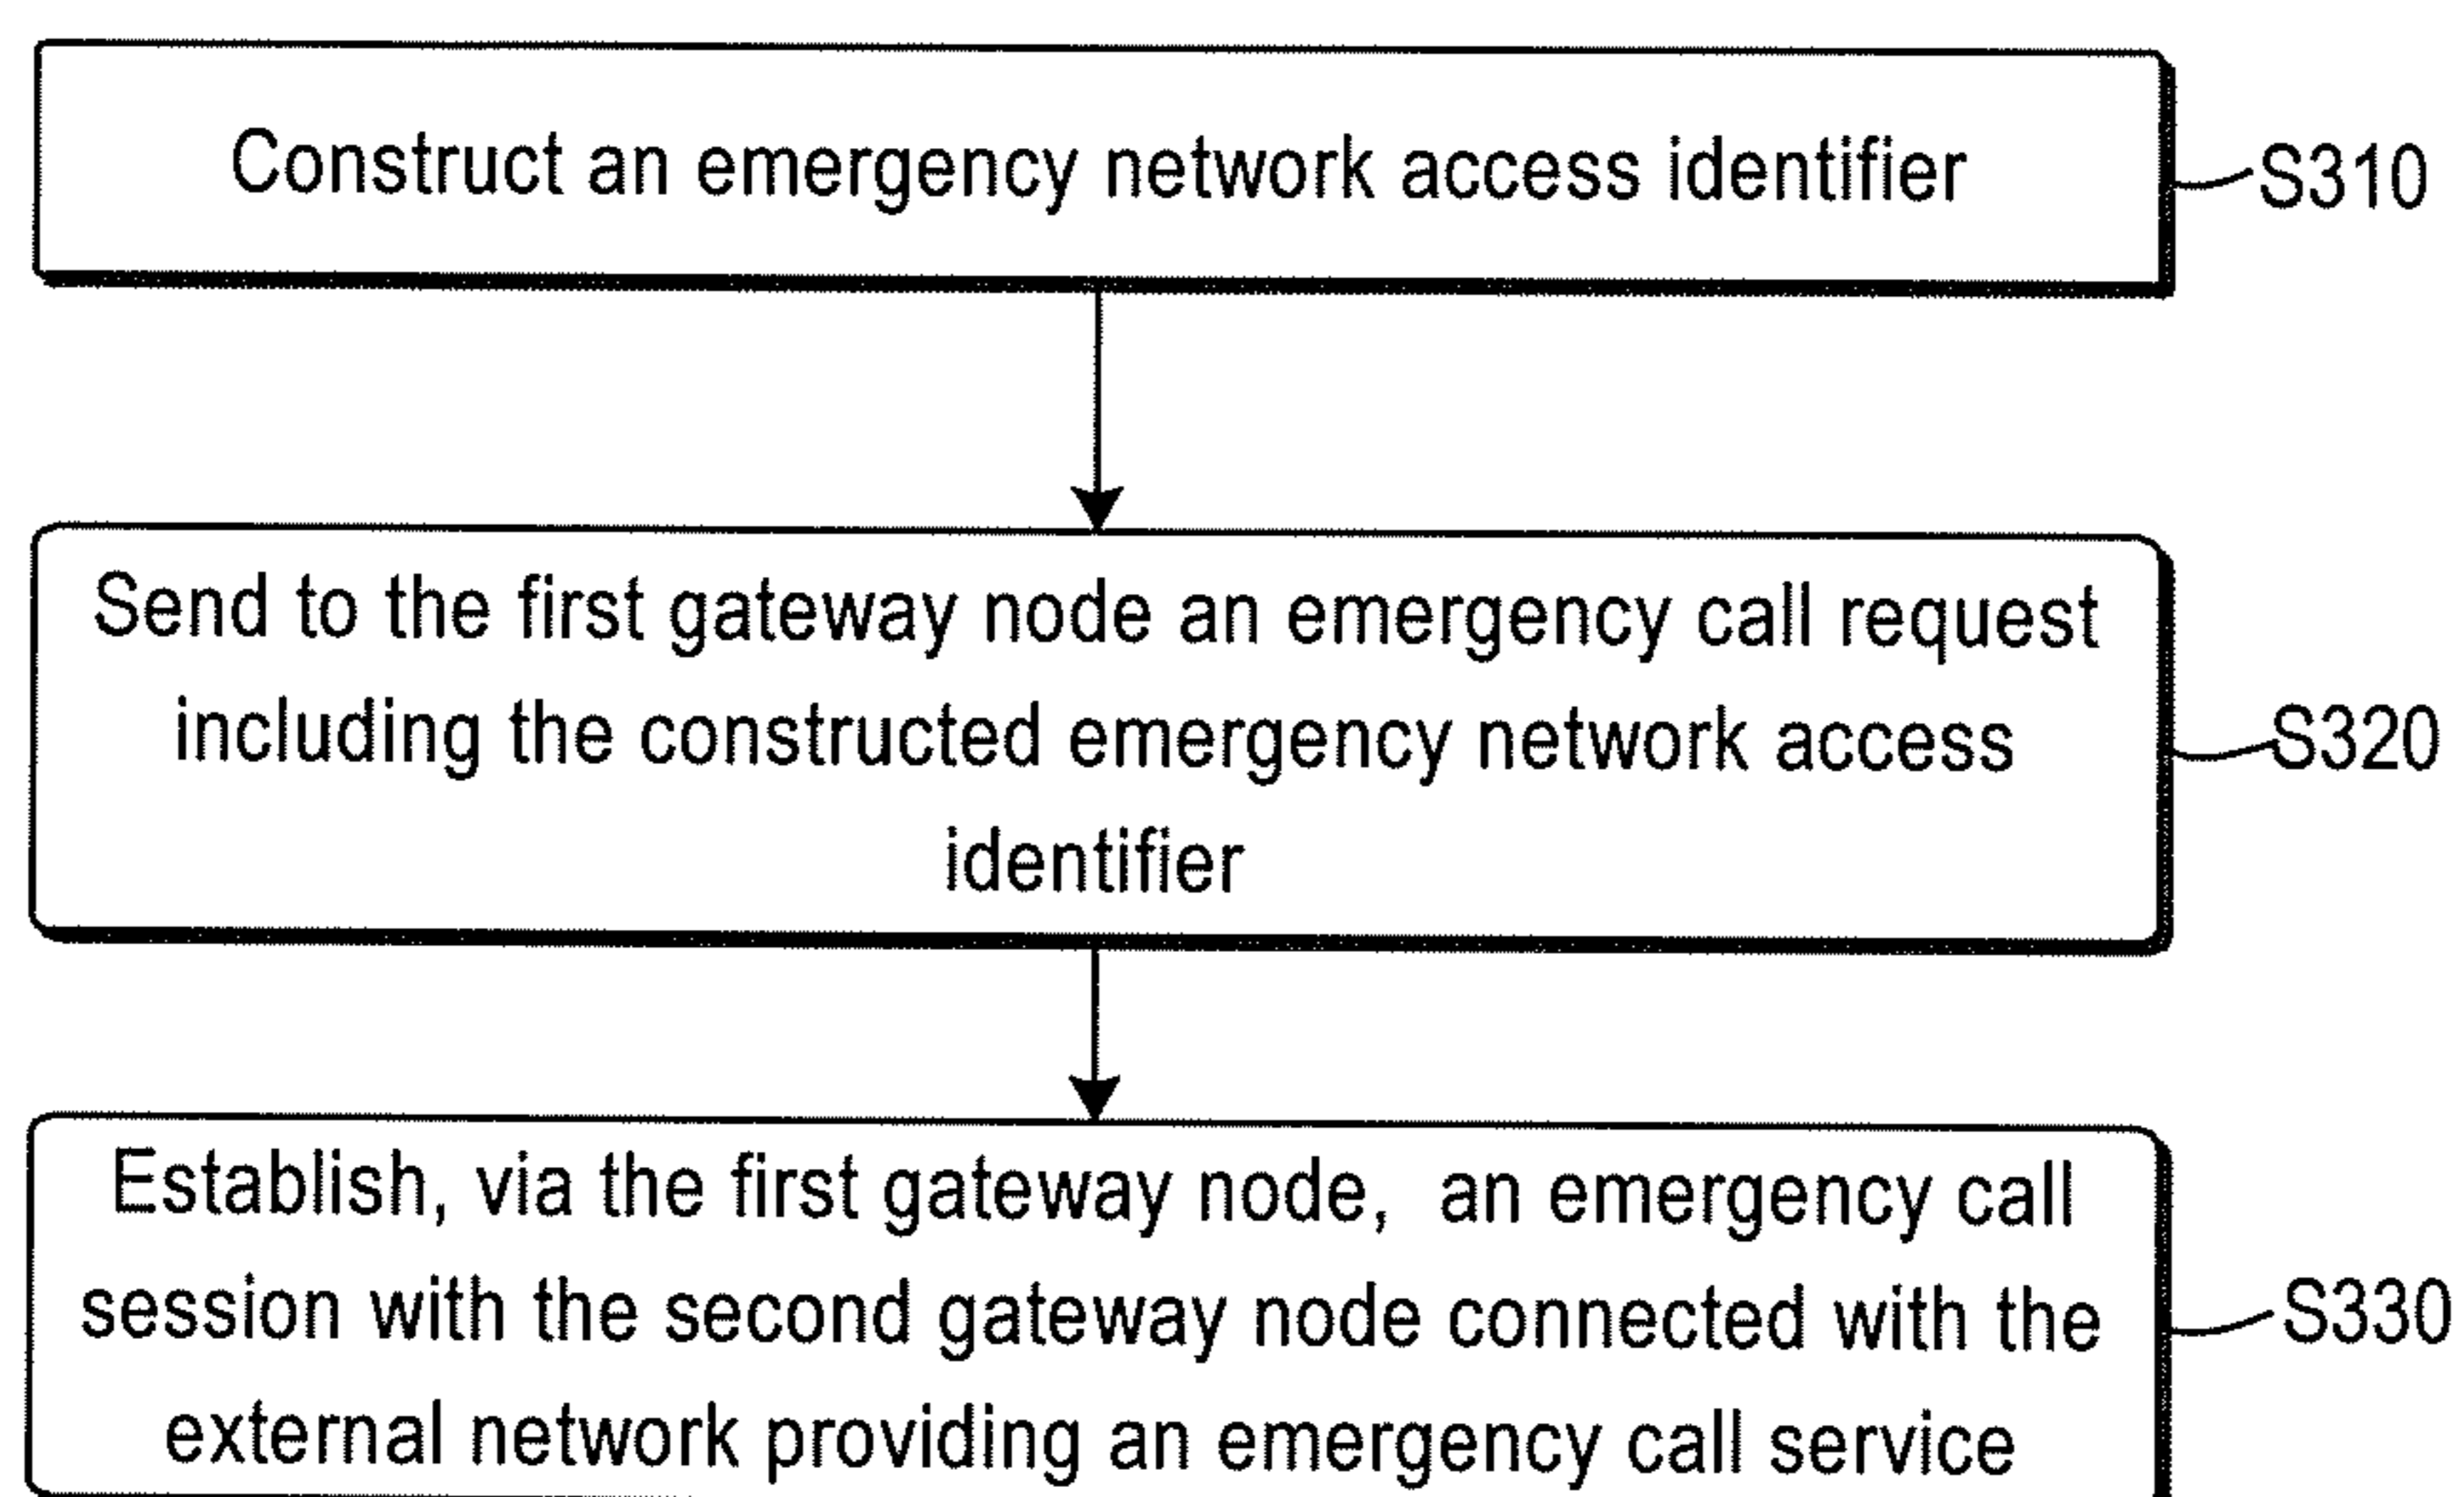 Construct an emergency network access identifier
S310
Send to the first gateway node an emergency call request
including the constructed emergency network access
identifier
S320
Establish, via the first gateway node, an emergency call
session with the second gateway node connected with the
external network providing an emergency call service
S330